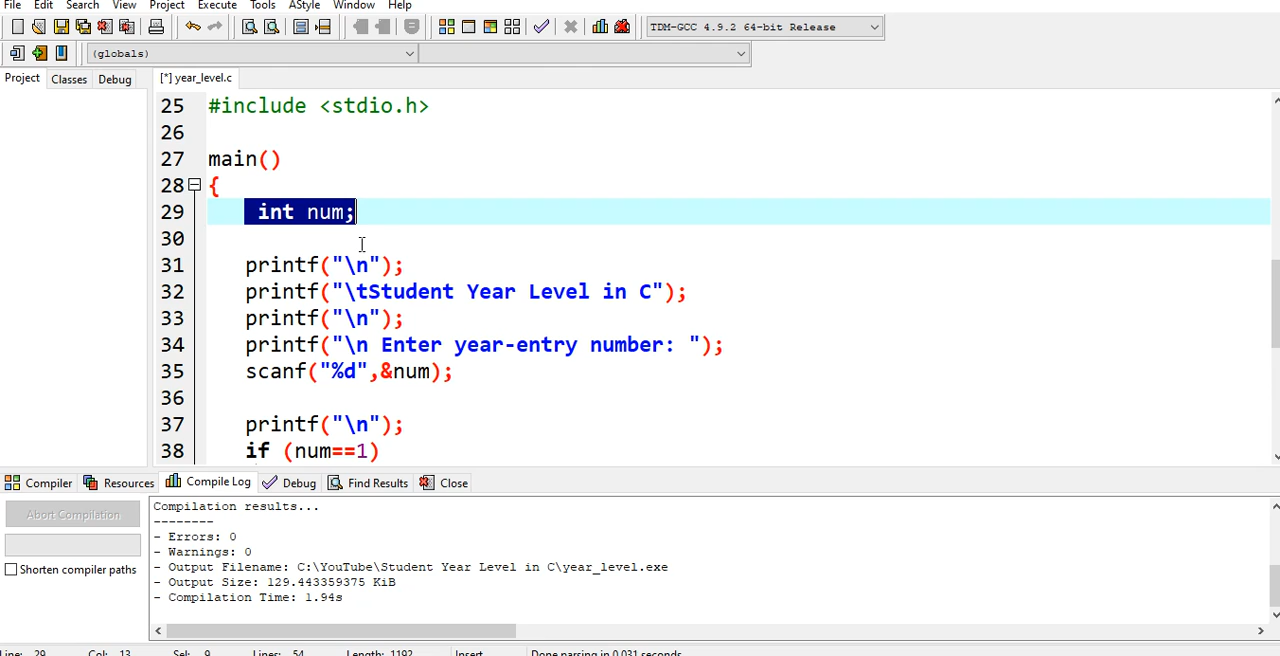 File Edit Search View Project Execute Tools AStyle Window Help
TDM-GCC 4.9.2 64-bit Release
(globals)
Project Classes Debug [*] year_level.c
25 #include <stdio.h>
26
27 main()
28 {
29 int num;
30
31 printf("\n");
32 printf("\tStudent Year Level in C");
33 printf("\n");
34 printf("\n Enter year-entry number: ");
35 scanf("%d",&num);
36
37 printf("\n");
38 if (num==1)
Compiler Resources Compile Log Debug Find Results Close
Abort Compilation
Shorten compiler paths
Compilation results...
--------
- Errors: 0
- Warnings: 0
- Output Filename: C:\YouTube\Student Year Level in C\year_level.exe
- Output Size: 129.443359375 KiB
- Compilation Time: 1.94s
Line: 29 Col: 13 Sel: 9 Lines: 54 Length: 1192 Insert Done parsing in 0.031 seconds